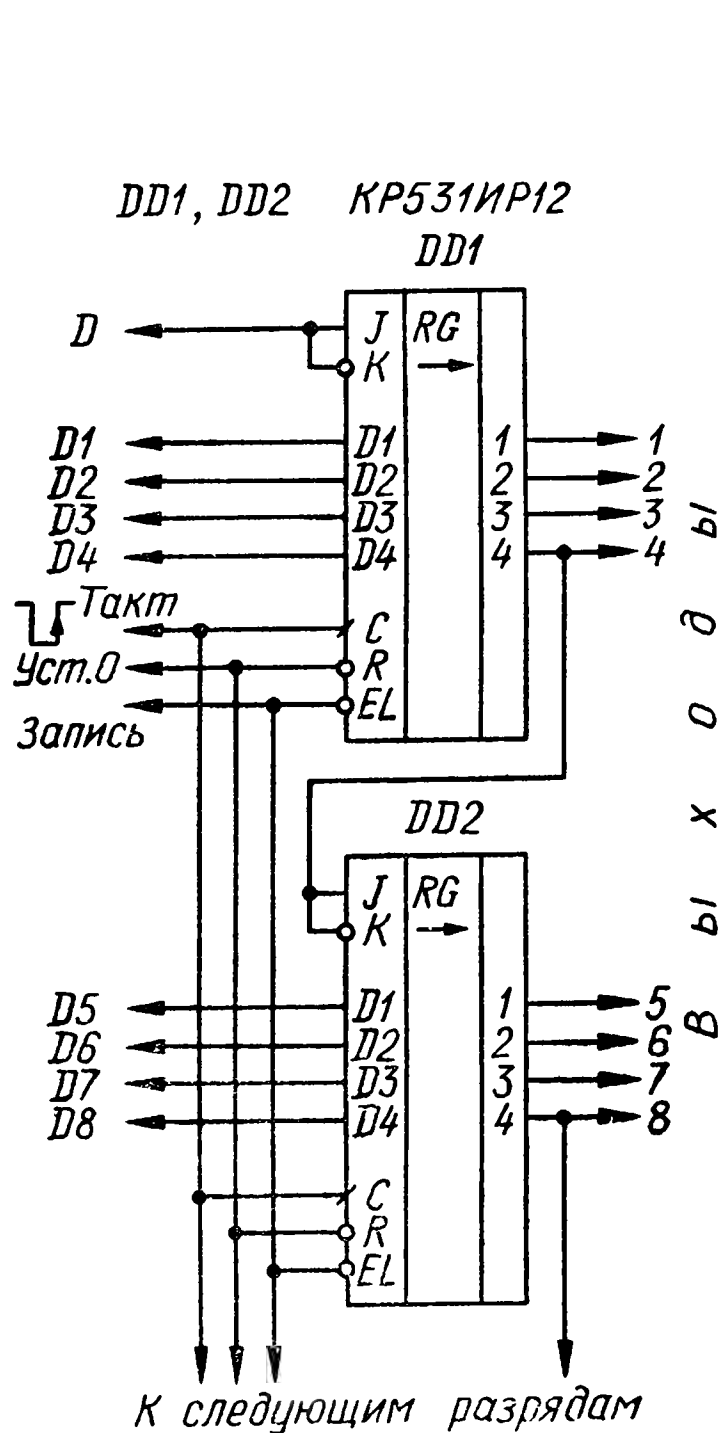 DD1, DD2 КР531ИР12
DD1
D J RG
K
D1 D1 1 1
D2 D2 2 2
D3 D3 3 3
D4 D4 4 4
Такт C
Уст.0 R
Запись EL
DD2
J RG
K
D5 D1 1 5
D6 D2 2 6
D7 D3 3 7
D8 D4 4 8
C
R
EL
Выходы
К следующим разрядам